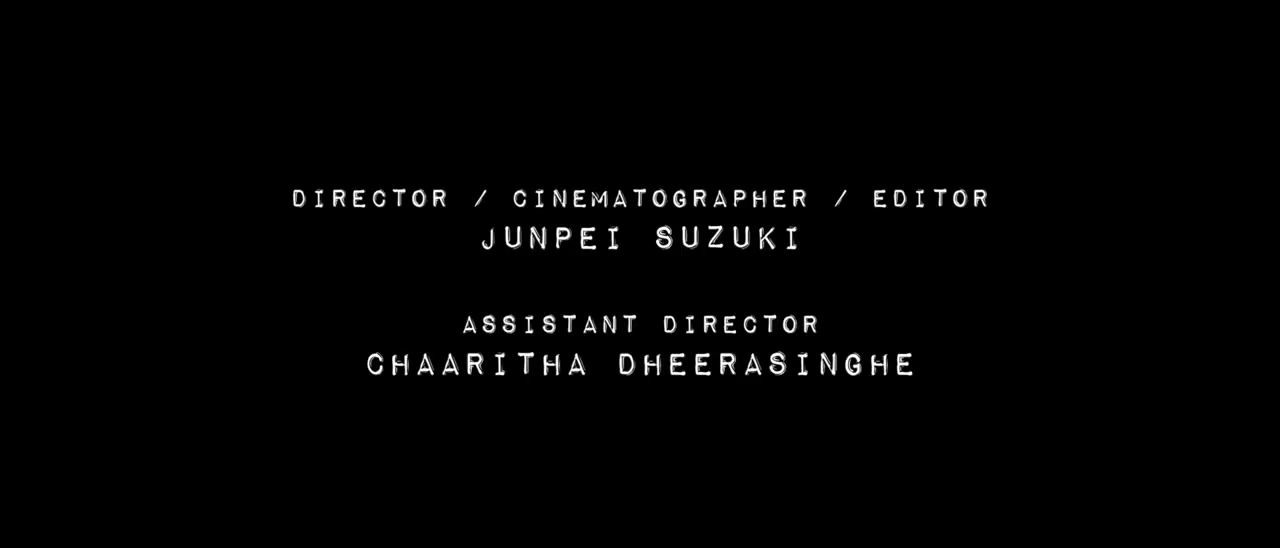 DIRECTOR / CINEMATOGRAPHER / EDITOR
JUNPEI SUZUKI
ASSISTANT DIRECTOR
CHAARITHA DHEERASINGHE